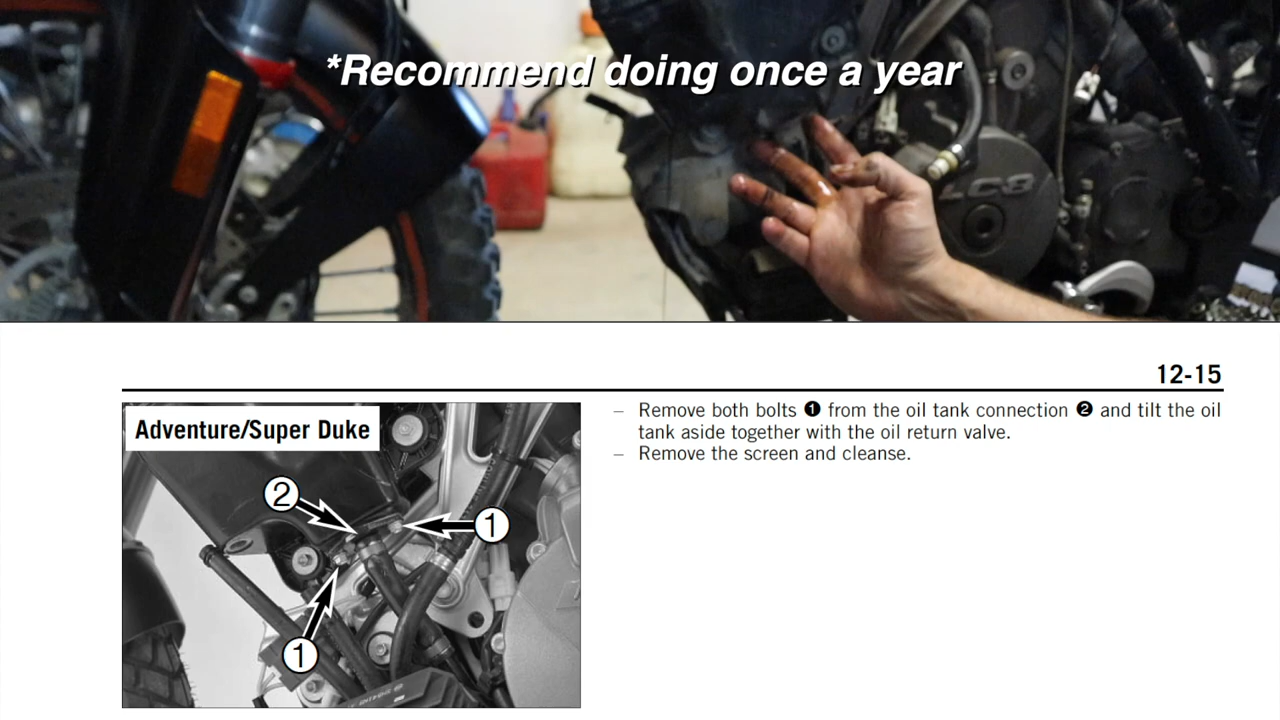 *Recommend doing once a year
LC8
12-15
Adventure/Super Duke
– Remove both bolts ❶ from the oil tank connection ❷ and tilt the oil
tank aside together with the oil return valve.
– Remove the screen and cleanse.
2
1
1